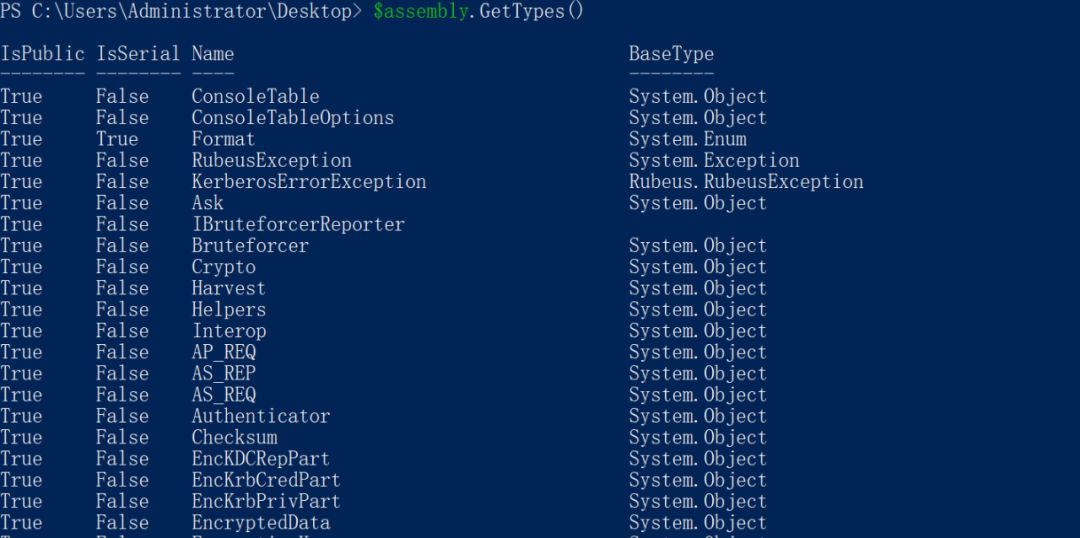 PS C:\Users\Administrator\Desktop> $assembly.GetTypes()
IsPublic IsSerial Name BaseType
-------- -------- ---- --------
True False ConsoleTable System.Object
True False ConsoleTableOptions System.Object
True True Format System.Enum
True False RubeusException System.Exception
True False KerberosErrorException Rubeus.RubeusException
True False Ask System.Object
True False IBruteforcerReporter
True False Bruteforcer System.Object
True False Crypto System.Object
True False Harvest System.Object
True False Helpers System.Object
True False Interop System.Object
True False AP_REQ System.Object
True False AS_REP System.Object
True False AS_REQ System.Object
True False Authenticator System.Object
True False Checksum System.Object
True False EncKDCRepPart System.Object
True False EncKrbCredPart System.Object
True False EncKrbPrivPart System.Object
True False EncryptedData System.Object